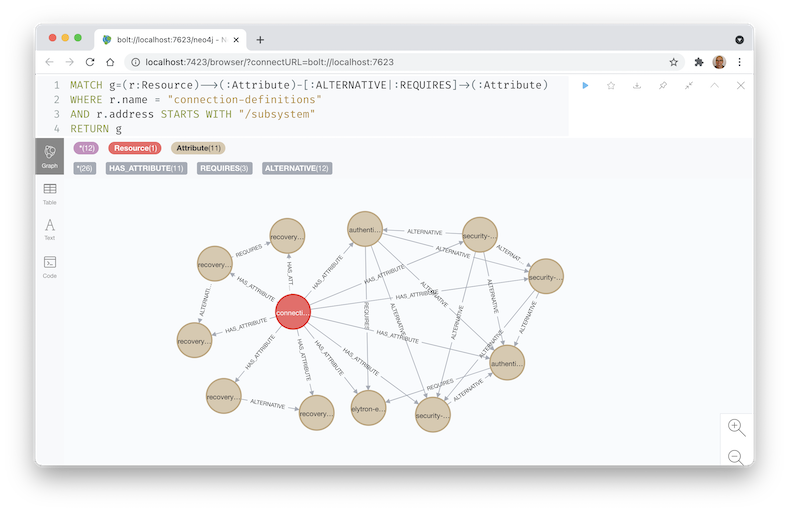 bolt://localhost:7623/neo4j - N
localhost:7423/browser/?connectURL=bolt://localhost:7623
1 MATCH g=(r:Resource)-->(:Attribute)-[:ALTERNATIVE|:REQUIRES]->(:Attribute)
2 WHERE r.name = "connection-definitions"
3 AND r.address STARTS WITH "/subsystem"
4 RETURN g
*(12) Resource(1) Attribute(11)
*(26) HAS_ATTRIBUTE(11) REQUIRES(3) ALTERNATIVE(12)
Graph
Table
Text
Code
recovery...
authenti...
security-...
ALTERNATIVE
ALTERNATIVE
ALTERNAT...
REQUIRES
recovery...
HAS_ATT...
HAS_ATTRIBUTE
HAS_ATTRIBUTE
security-...
HAS_ATTRIBUTE
HAS_ATTRIBUTE
ALTERNATIVE
ALTERNATIVE
ALTERNATI...
connecti...
REQUIRES
ALTERNATIVE
ALTERNATIVE
ALTERNATIVE
recovery...
HAS_ATTRIBUTE
HAS_ATTRIBUTE
ALTERNATIVE
HAS_ATTRIBUTE
HAS_ATTRIBUTE
HAS_ATTRIBUTE
HAS_ATTRIBUTE
authenti...
REQUIRES
ALTERNATIVE
recovery...
ALTERNATIVE
recovery...
elytron-e...
security-...